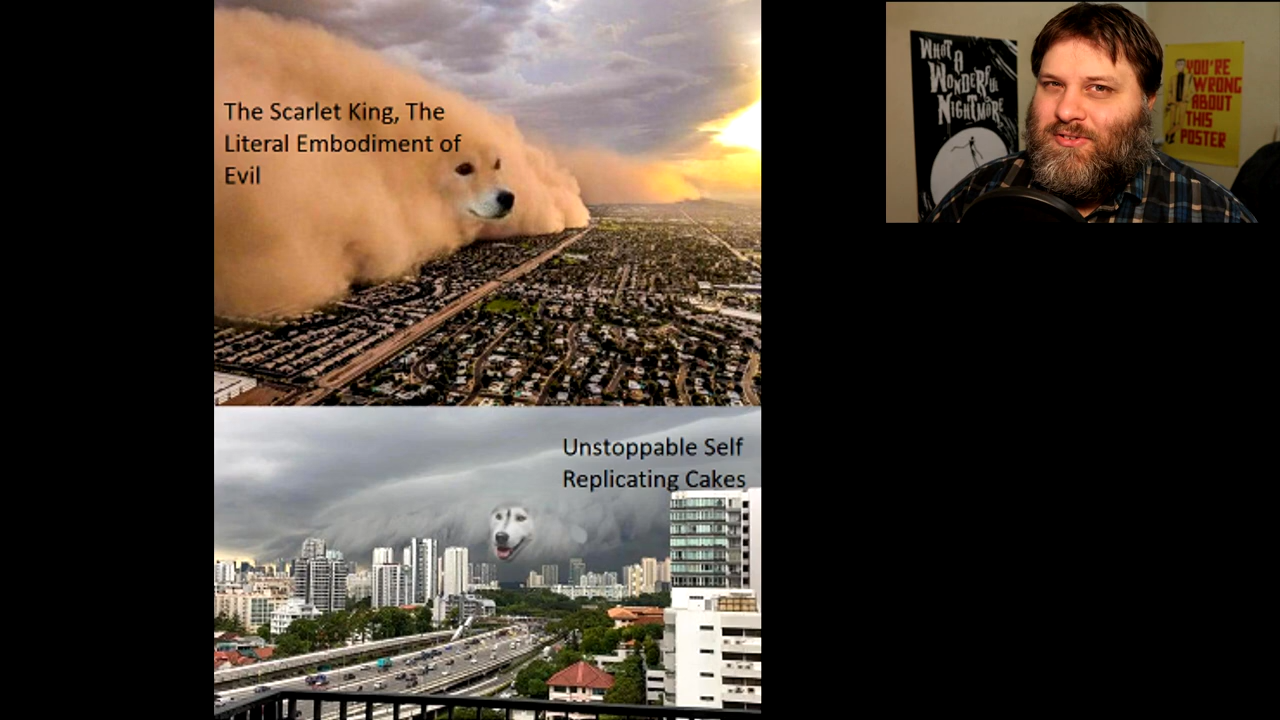 The Scarlet King, The
Literal Embodiment of
Evil
Unstoppable Self
Replicating Cakes
WHAT
A
WONDERFUL
NIGHTMARE
YOU'RE
WRONG
ABOUT
THIS
POSTER